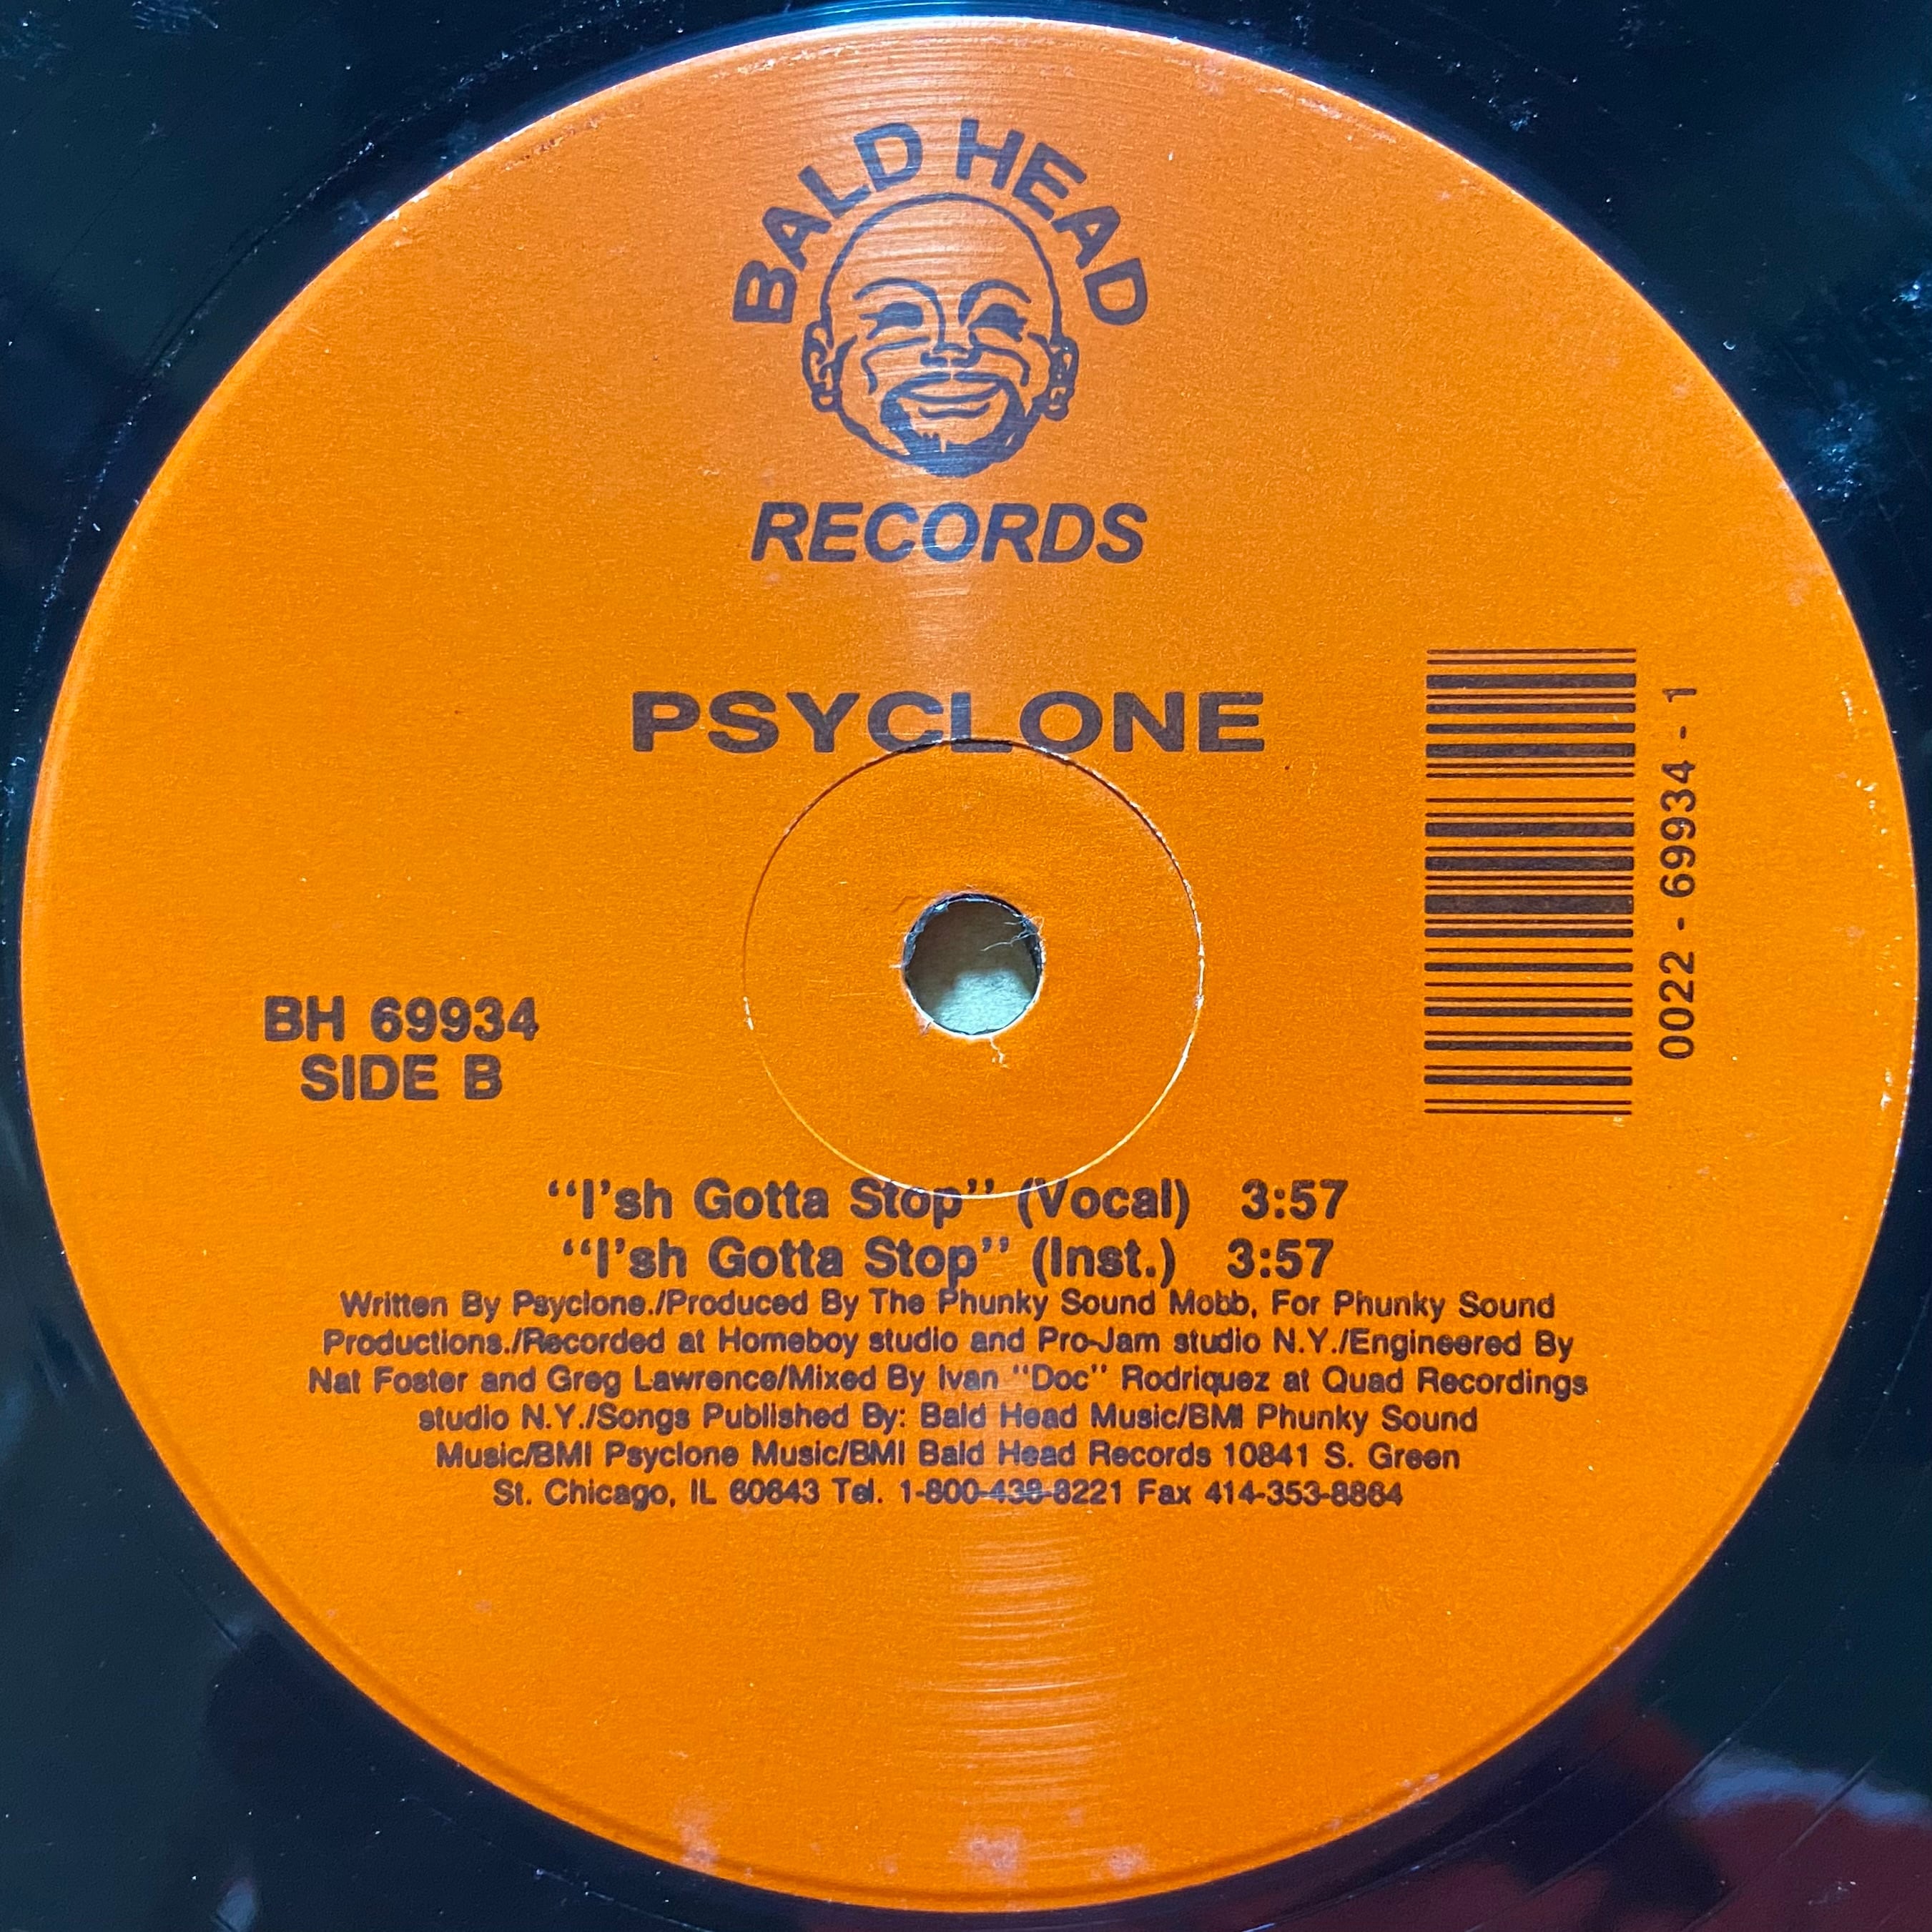 BALD HEAD
RECORDS
PSYCLONE
0022 - 69934 - 1
BH 69934
SIDE B
“I’sh Gotta Stop” (Vocal) 3:57
“I’sh Gotta Stop” (Inst.) 3:57
Written By Psyclone./Produced By The Phunky Sound Mobb, For Phunky Sound
Productions./Recorded at Homeboy studio and Pro-Jam studio N.Y./Engineered By
Nat Foster and Greg Lawrence/Mixed By Ivan “Doc” Rodriquez at Quad Recordings
studio N.Y./Songs Published By: Bald Head Music/BMI Phunky Sound
Music/BMI Psyclone Music/BMI Bald Head Records 10841 S. Green
St. Chicago, IL 60643 Tel. 1-800-438-8221 Fax 414-353-8864